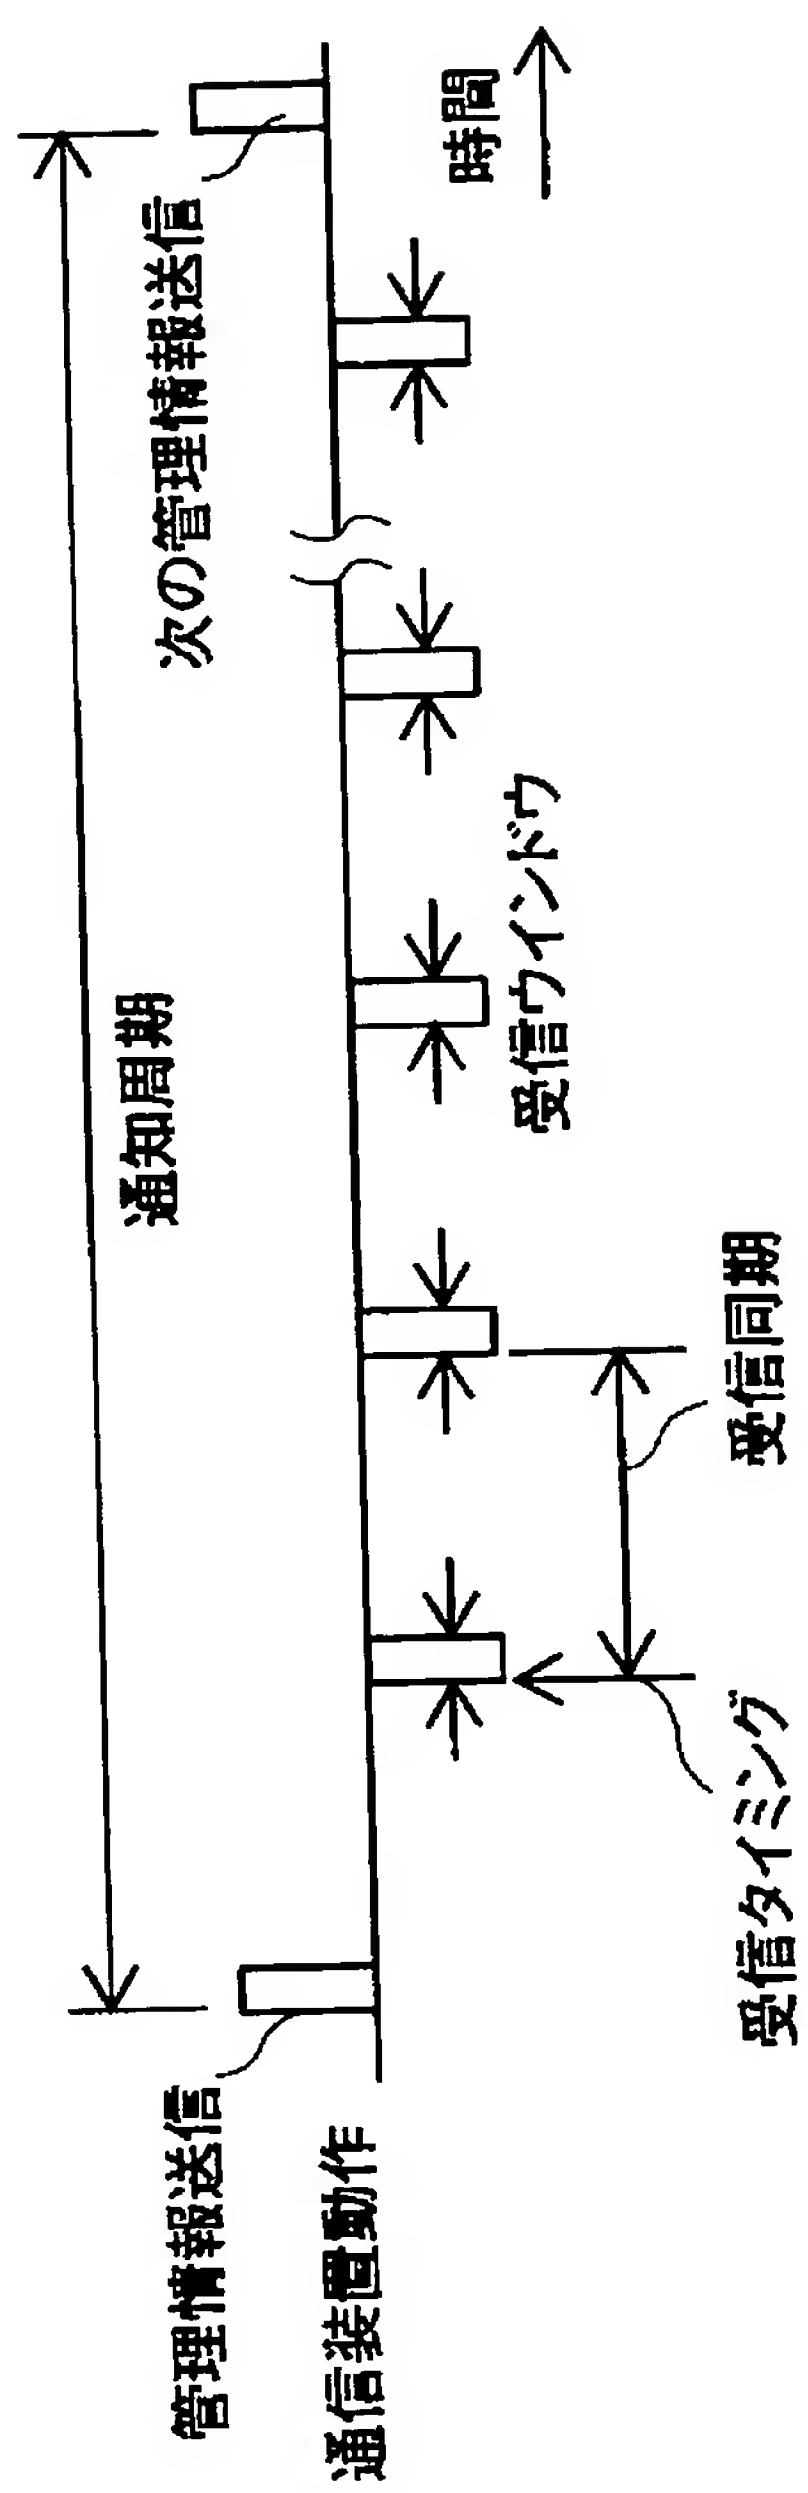 通知周期
管理情報送信
次の管理情報送信
通信装置動作
時間
受信ウインドウ
受信タイミング
受信同期